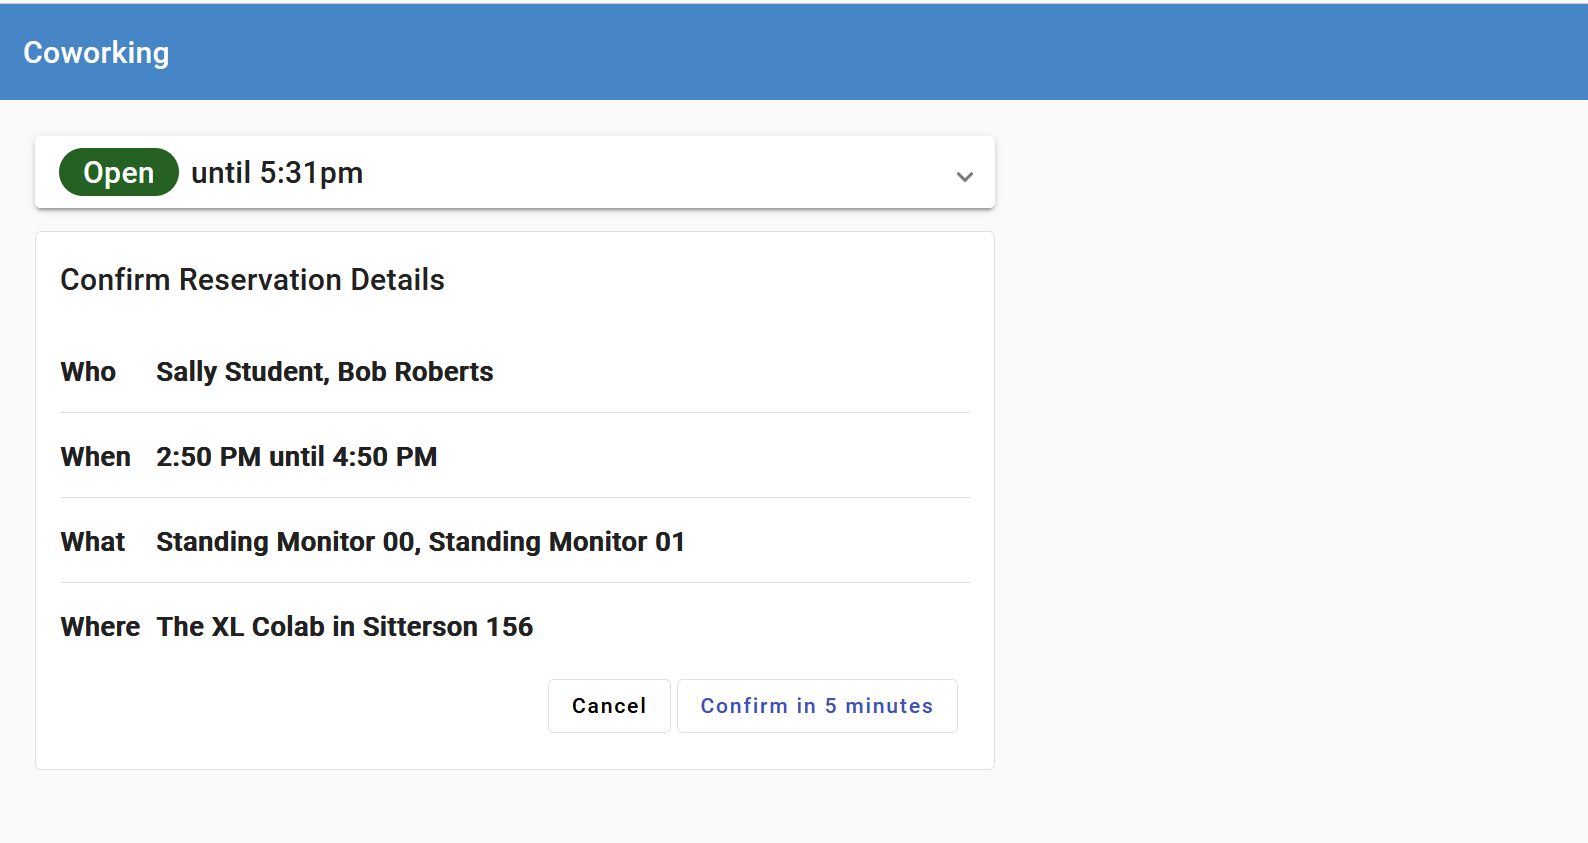 Coworking
Open until 5:31pm
Confirm Reservation Details
Who Sally Student, Bob Roberts
When 2:50 PM until 4:50 PM
What Standing Monitor 00, Standing Monitor 01
Where The XL Colab in Sitterson 156
Cancel Confirm in 5 minutes